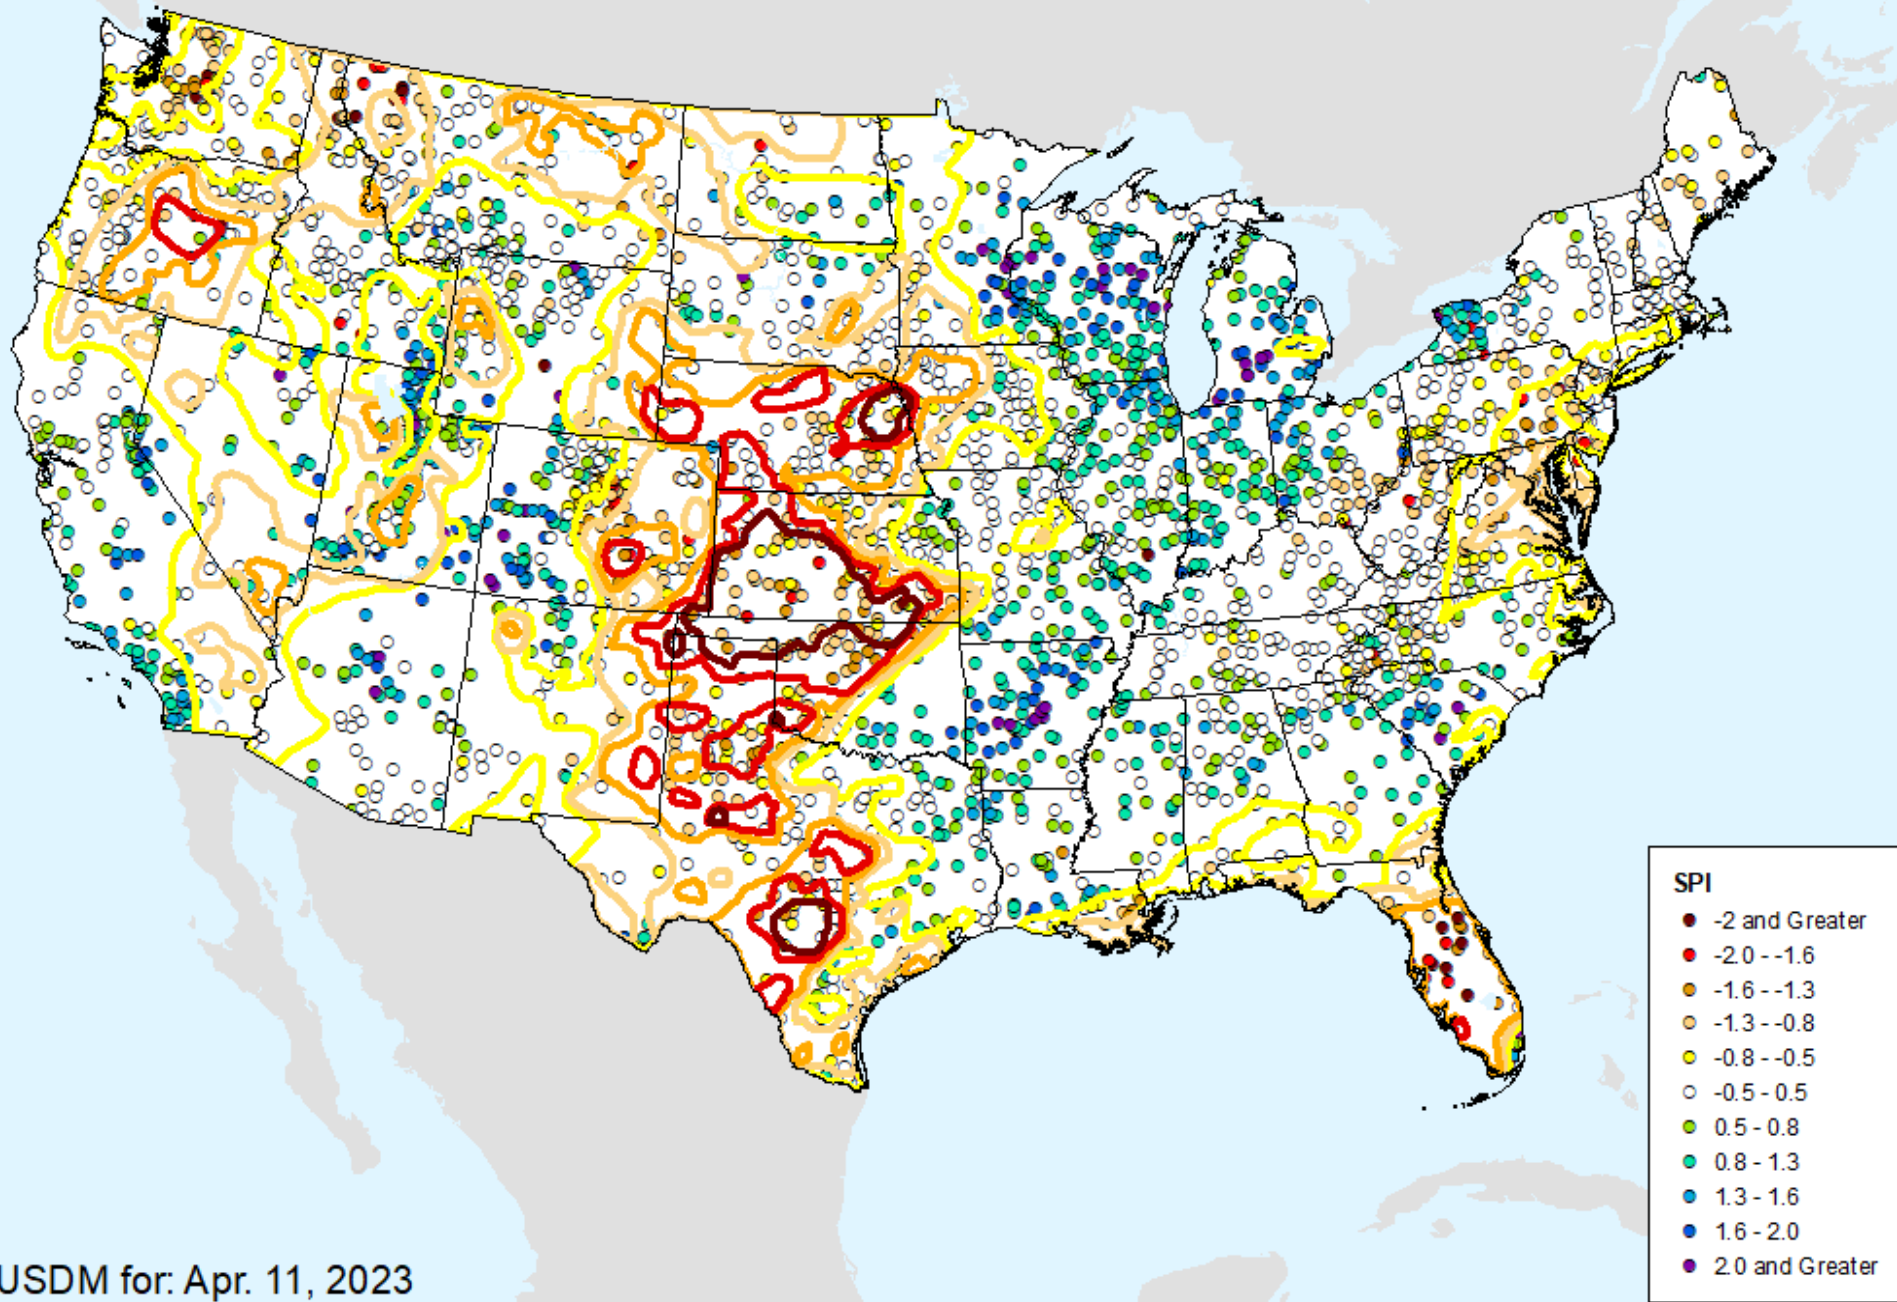 SPI
-2 and Greater
-2.0 - -1.6
-1.6 - -1.3
-1.3 - -0.8
-0.8 - -0.5
-0.5 - 0.5
0.5 - 0.8
0.8 - 1.3
1.3 - 1.6
1.6 - 2.0
2.0 and Greater
USDM for: Apr. 11, 2023